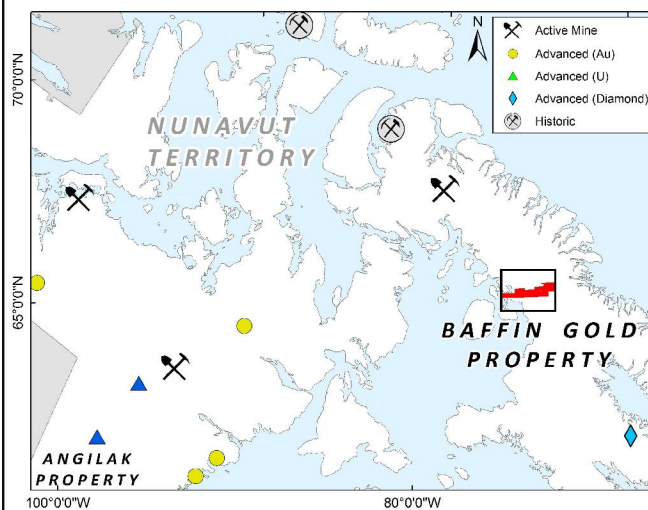 N
Active Mine
Advanced (Au)
Advanced (U)
Advanced (Diamond)
Historic
70°0'0"N
NUNAVUT
TERRITORY
65°0'0"N
BAFFIN GOLD
PROPERTY
ANGILAK
PROPERTY
100°0'0"W
80°0'0"W